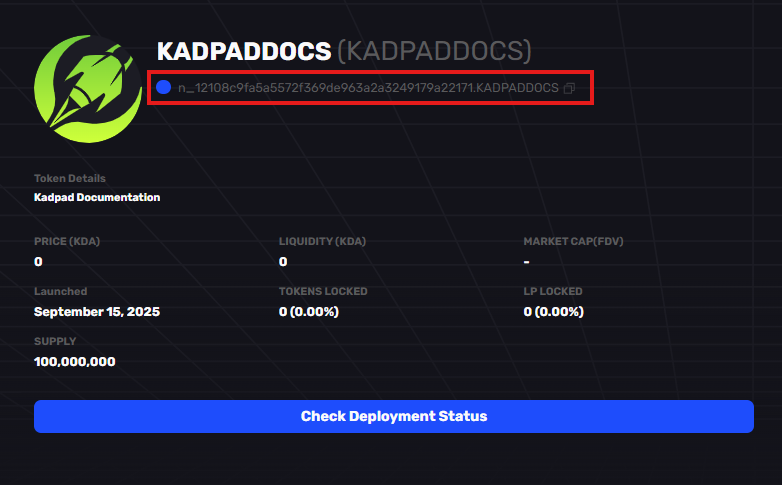 KADPADDOCS (KADPADDOCS)
n_12108c9fa5a5572f369de963a2a3249179a22171.KADPADDOCS
Token Details
Kadpad Documentation
PRICE (KDA) LIQUIDITY (KDA) MARKET CAP(FDV)
0 0 -
Launched TOKENS LOCKED LP LOCKED
September 15, 2025 0 (0.00%) 0 (0.00%)
SUPPLY
100,000,000
Check Deployment Status